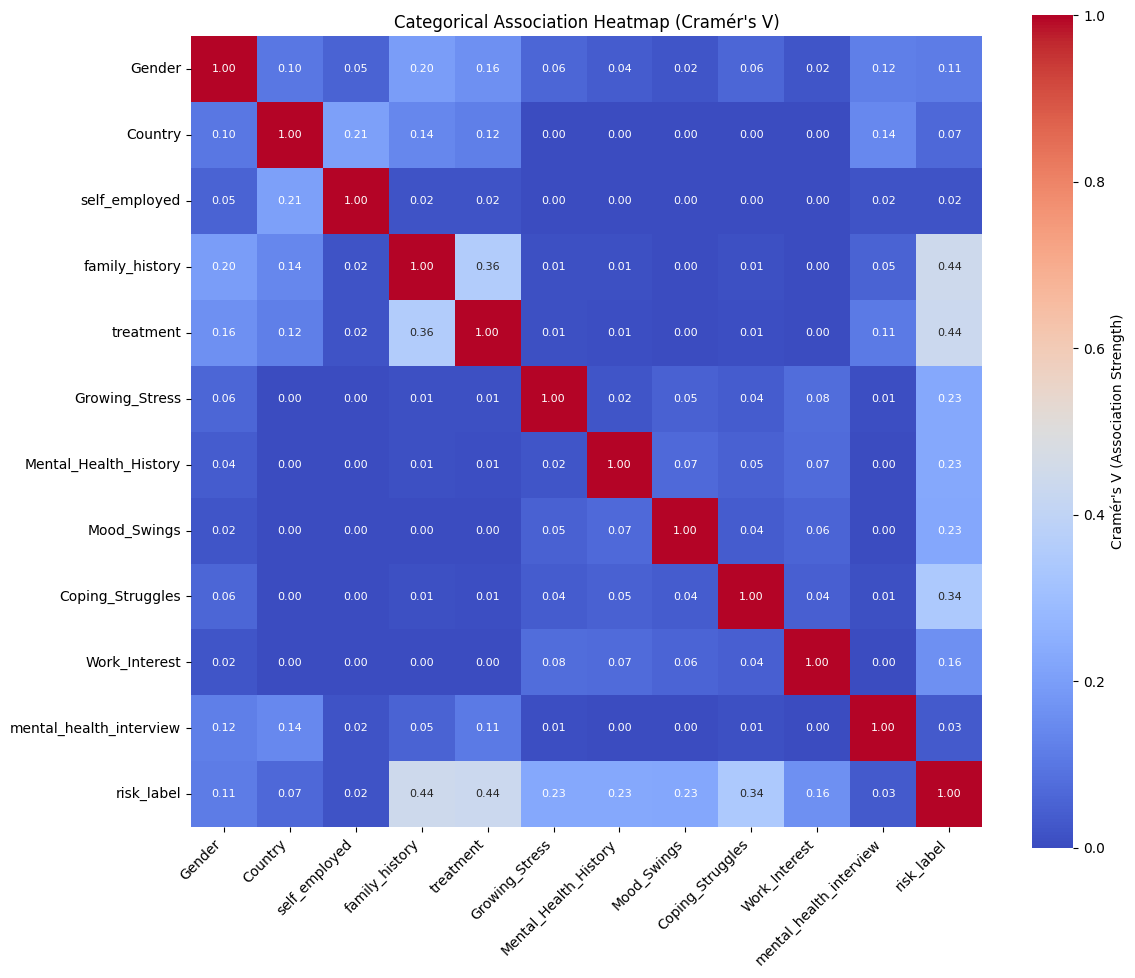 Categorical Association Heatmap (Cramér's V)
Gender 1.00 0.10 0.05 0.20 0.16 0.06 0.04 0.02 0.06 0.02 0.12 0.11
Country 0.10 1.00 0.21 0.14 0.12 0.00 0.00 0.00 0.00 0.00 0.14 0.07
self_employed 0.05 0.21 1.00 0.02 0.02 0.00 0.00 0.00 0.00 0.00 0.02 0.02
family_history 0.20 0.14 0.02 1.00 0.36 0.01 0.01 0.00 0.01 0.00 0.05 0.44
treatment 0.16 0.12 0.02 0.36 1.00 0.01 0.01 0.00 0.01 0.00 0.11 0.44
Growing_Stress 0.06 0.00 0.00 0.01 0.01 1.00 0.02 0.05 0.04 0.08 0.01 0.23
Mental_Health_History 0.04 0.00 0.00 0.01 0.01 0.02 1.00 0.07 0.05 0.07 0.00 0.23
Mood_Swings 0.02 0.00 0.00 0.00 0.00 0.05 0.07 1.00 0.04 0.06 0.00 0.23
Coping_Struggles 0.06 0.00 0.00 0.01 0.01 0.04 0.05 0.04 1.00 0.04 0.01 0.34
Work_Interest 0.02 0.00 0.00 0.00 0.00 0.08 0.07 0.06 0.04 1.00 0.00 0.16
mental_health_interview 0.12 0.14 0.02 0.05 0.11 0.01 0.00 0.00 0.01 0.00 1.00 0.03
risk_label 0.11 0.07 0.02 0.44 0.44 0.23 0.23 0.23 0.34 0.16 0.03 1.00
Gender
Country
self_employed
family_history
treatment
Growing_Stress
Mental_Health_History
Mood_Swings
Coping_Struggles
Work_Interest
mental_health_interview
risk_label
1.0
0.8
0.6
0.4
0.2
0.0
Cramér's V (Association Strength)